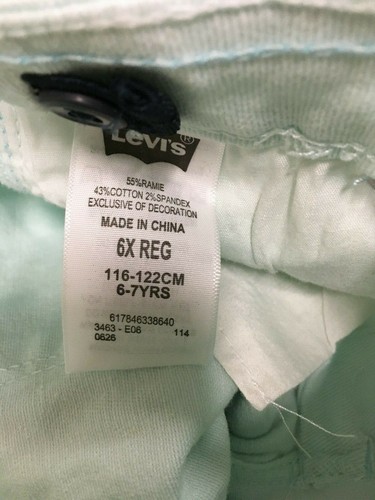 Levi's®
55%RAMIE
43%COTTON 2%SPANDEX
EXCLUSIVE OF DECORATION
MADE IN CHINA
6X REG
116-122CM
6-7YRS
617846338640
3463 - E06 114
0626